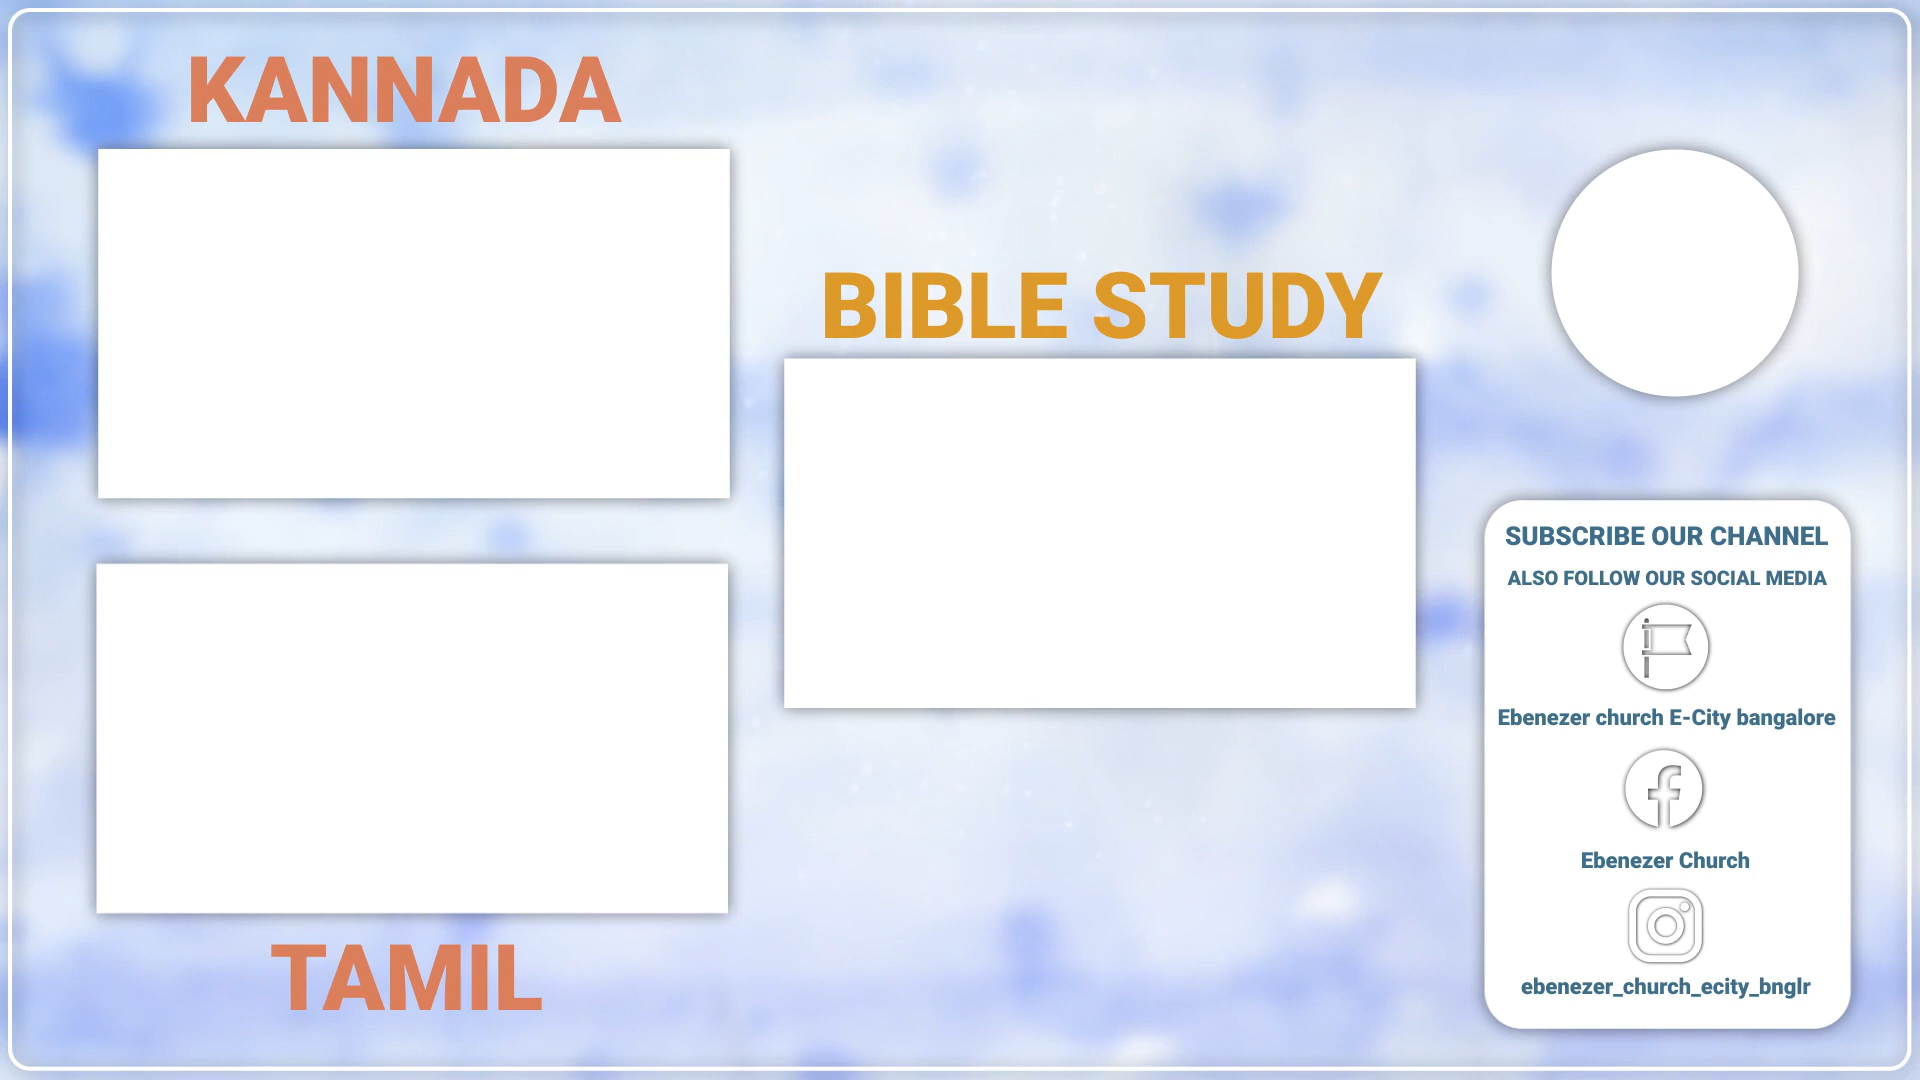 KANNADA
BIBLE STUDY
TAMIL
SUBSCRIBE OUR CHANNEL
ALSO FOLLOW OUR SOCIAL MEDIA
Ebenezer church E-City bangalore
Ebenezer Church
ebenezer_church_ecity_bnglr